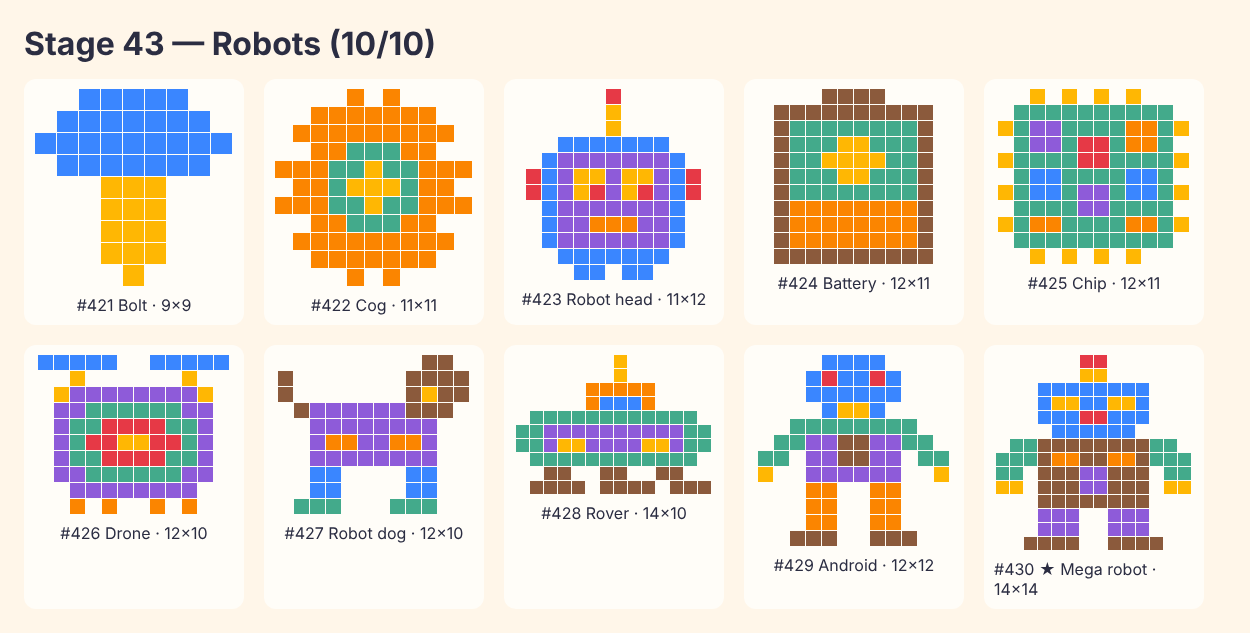 Stage 43 — Robots (10/10)
#421 Bolt · 9×9
#422 Cog · 11×11
#423 Robot head · 11×12
#424 Battery · 12×11
#425 Chip · 12×11
#426 Drone · 12×10
#427 Robot dog · 12×10
#428 Rover · 14×10
#429 Android · 12×12
#430 ★ Mega robot ·
14×14